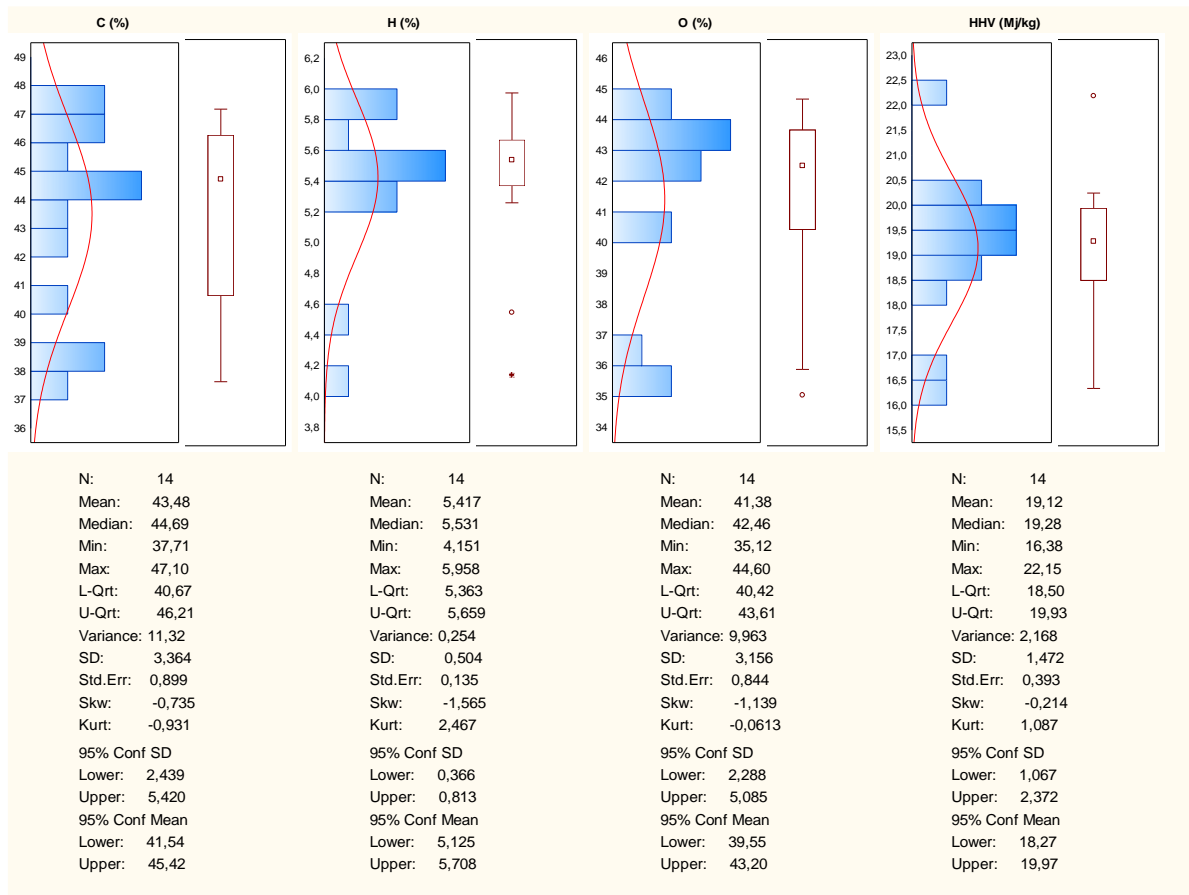 C (%)
49
48
47
46
45
44
43
42
41
40
39
38
37
36
N: 14
Mean: 43,48
Median: 44,69
Min: 37,71
Max: 47,10
L-Qrt: 40,67
U-Qrt: 46,21
Variance: 11,32
SD: 3,364
Std.Err: 0,899
Skw: -0,735
Kurt: -0,931
95% Conf SD
Lower: 2,439
Upper: 5,420
95% Conf Mean
Lower: 41,54
Upper: 45,42
H (%)
6,2
6,0
5,8
5,6
5,4
5,2
5,0
4,6
4,4
4,2
4,0
3,8
N: 14
Mean: 5,417
Median: 5,531
Min: 4,151
Max: 5,958
L-Qrt: 5,363
U-Qrt: 5,659
Variance: 0,254
SD: 0,504
Std.Err: 0,135
Skw: -1,565
Kurt: 2,467
95% Conf SD
Lower: 0,366
Upper: 0,813
95% Conf Mean
Lower: 5,125
Upper: 5,708
O (%)
46
45
44
43
42
41
40
39
38
37
36
35
34
N: 14
Mean: 41,38
Median: 42,46
Min: 35,12
Max: 44,60
L-Qrt: 40,42
U-Qrt: 43,61
Variance: 9,963
SD: 3,156
Std.Err: 0,844
Skw: -1,139
Kurt: -0,0613
95% Conf SD
Lower: 2,288
Upper: 5,085
95% Conf Mean
Lower: 39,55
Upper: 43,20
HHV (Mj/kg)
23,0
22,5
22,0
21,5
21,0
20,5
20,0
19,5
19,0
18,5
18,0
17,5
17,0
16,5
16,0
15,5
N: 14
Mean: 19,12
Median: 19,28
Min: 16,38
Max: 22,15
L-Qrt: 18,50
U-Qrt: 19,93
Variance: 2,168
SD: 1,472
Std.Err: 0,393
Skw: -0,214
Kurt: 1,087
95% Conf SD
Lower: 1,067
Upper: 2,372
95% Conf Mean
Lower: 18,27
Upper: 19,97